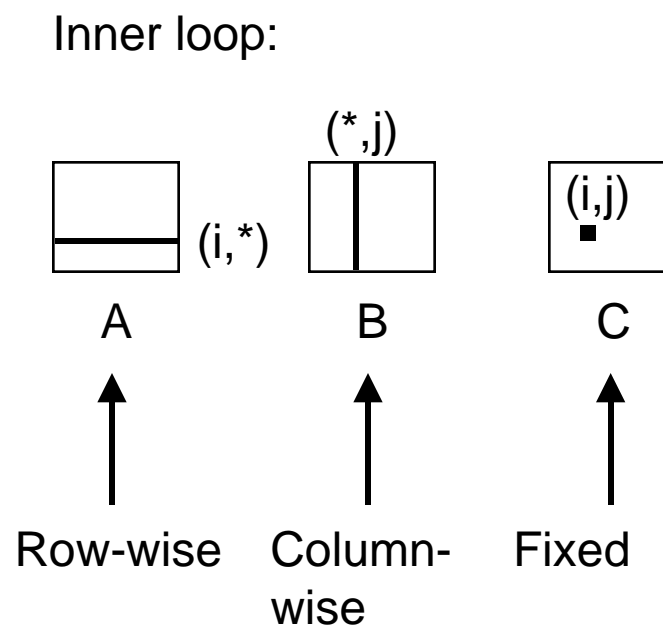 Inner loop:
(*,j)
(i,j)
(i,*)
A B C
Row-wise Column-wise Fixed